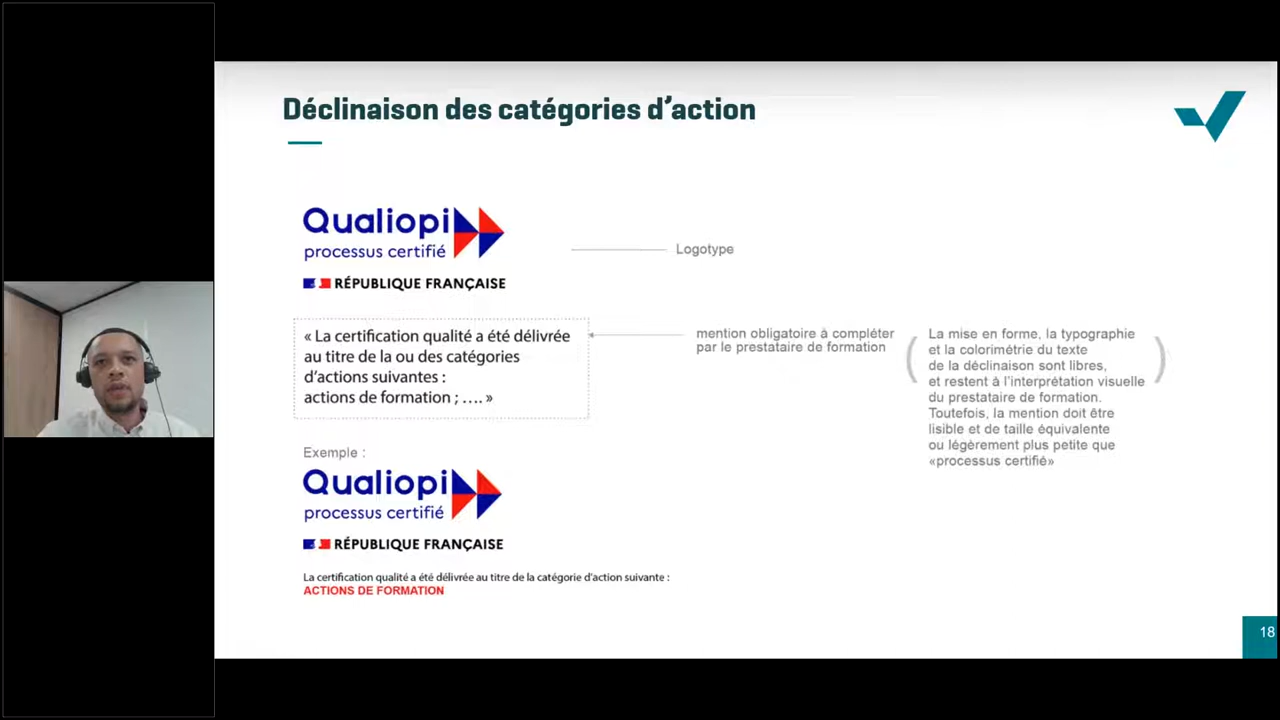 Déclinaison des catégories d’action
Qualiopi
processus certifié
RÉPUBLIQUE FRANÇAISE
Logotype
« La certification qualité a été délivrée
au titre de la ou des catégories
d’actions suivantes :
actions de formation ; …. »
mention obligatoire à compléter
par le prestataire de formation
La mise en forme, la typographie
et la colorimétrie du texte
de la déclinaison sont libres,
et restent à l’interprétation visuelle
du prestataire de formation.
Toutefois, la mention doit être
lisible et de taille équivalente
ou légèrement plus petite que
«processus certifié»
Exemple :
Qualiopi
processus certifié
RÉPUBLIQUE FRANÇAISE
La certification qualité a été délivrée au titre de la catégorie d’action suivante :
ACTIONS DE FORMATION
18